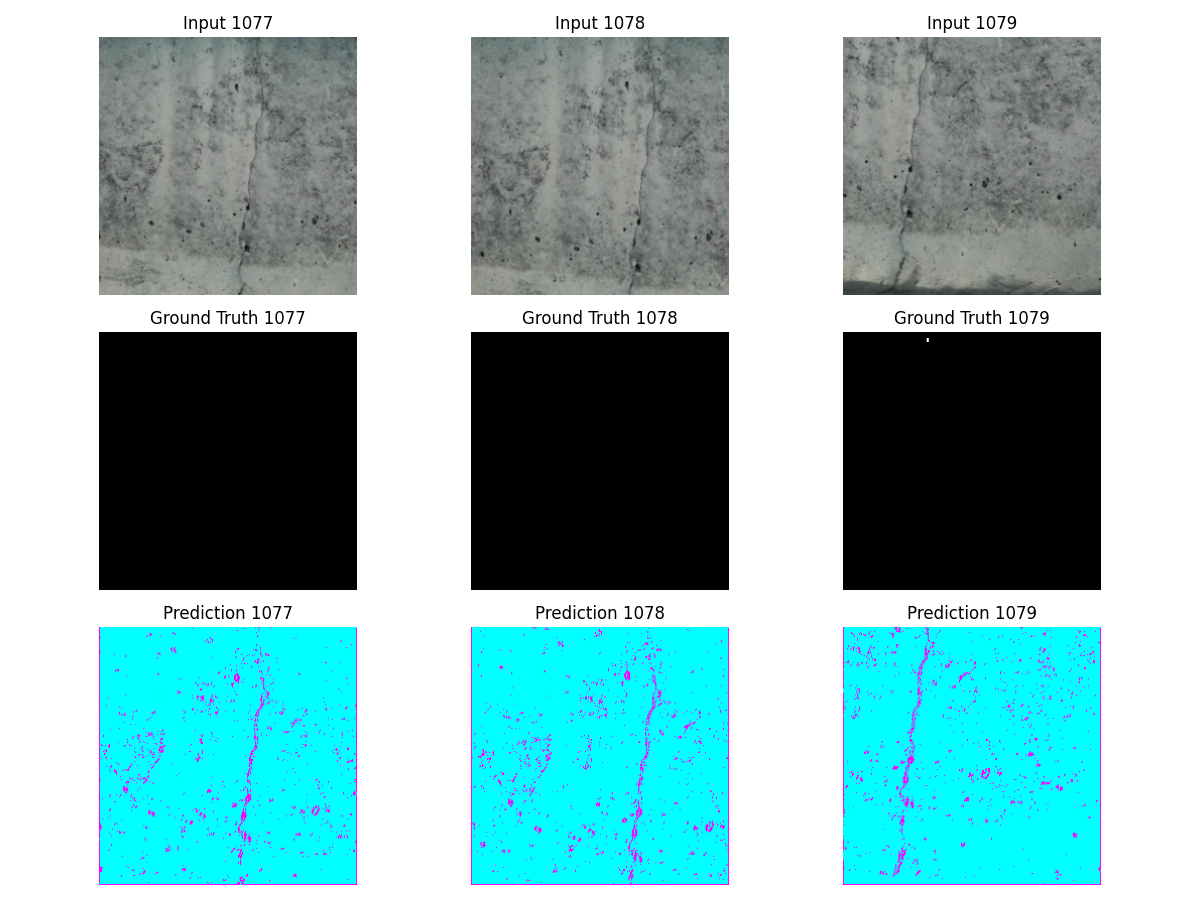 Input 1077
Input 1078
Input 1079
Ground Truth 1077
Ground Truth 1078
Ground Truth 1079
Prediction 1077
Prediction 1078
Prediction 1079